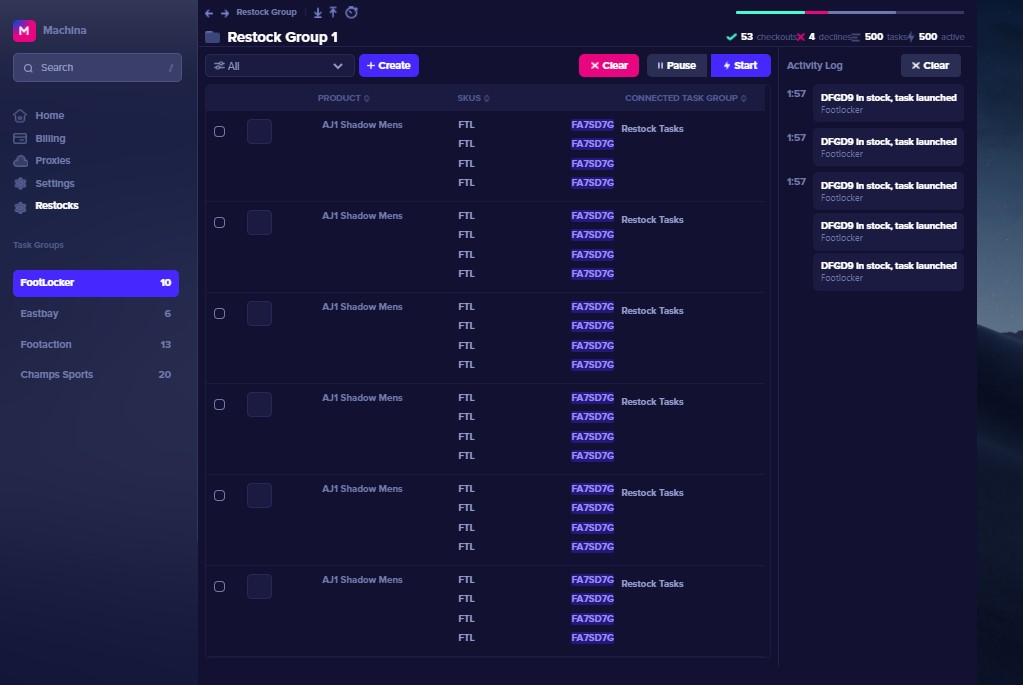 M Machina
Search /
Home
Billing
Proxies
Settings
Restocks
Task Groups
FootLocker 10
Eastbay 6
Footaction 13
Champs Sports 20
Restock Group
Restock Group 1
53 checkouts 4 declines 500 tasks 500 active
All
+ Create
Clear
Pause
Start
PRODUCT SKUS CONNECTED TASK GROUP
AJ1 Shadow Mens FTL FA7SD7G Restock Tasks
FTL FA7SD7G
FTL FA7SD7G
FTL FA7SD7G
AJ1 Shadow Mens FTL FA7SD7G Restock Tasks
FTL FA7SD7G
FTL FA7SD7G
FTL FA7SD7G
AJ1 Shadow Mens FTL FA7SD7G Restock Tasks
FTL FA7SD7G
FTL FA7SD7G
FTL FA7SD7G
AJ1 Shadow Mens FTL FA7SD7G Restock Tasks
FTL FA7SD7G
FTL FA7SD7G
FTL FA7SD7G
AJ1 Shadow Mens FTL FA7SD7G Restock Tasks
FTL FA7SD7G
FTL FA7SD7G
FTL FA7SD7G
AJ1 Shadow Mens FTL FA7SD7G Restock Tasks
FTL FA7SD7G
FTL FA7SD7G
FTL FA7SD7G
Activity Log
Clear
1:57 DFGD9 In stock, task launched
Footlocker
1:57 DFGD9 In stock, task launched
Footlocker
1:57 DFGD9 In stock, task launched
Footlocker
DFGD9 In stock, task launched
Footlocker
DFGD9 In stock, task launched
Footlocker